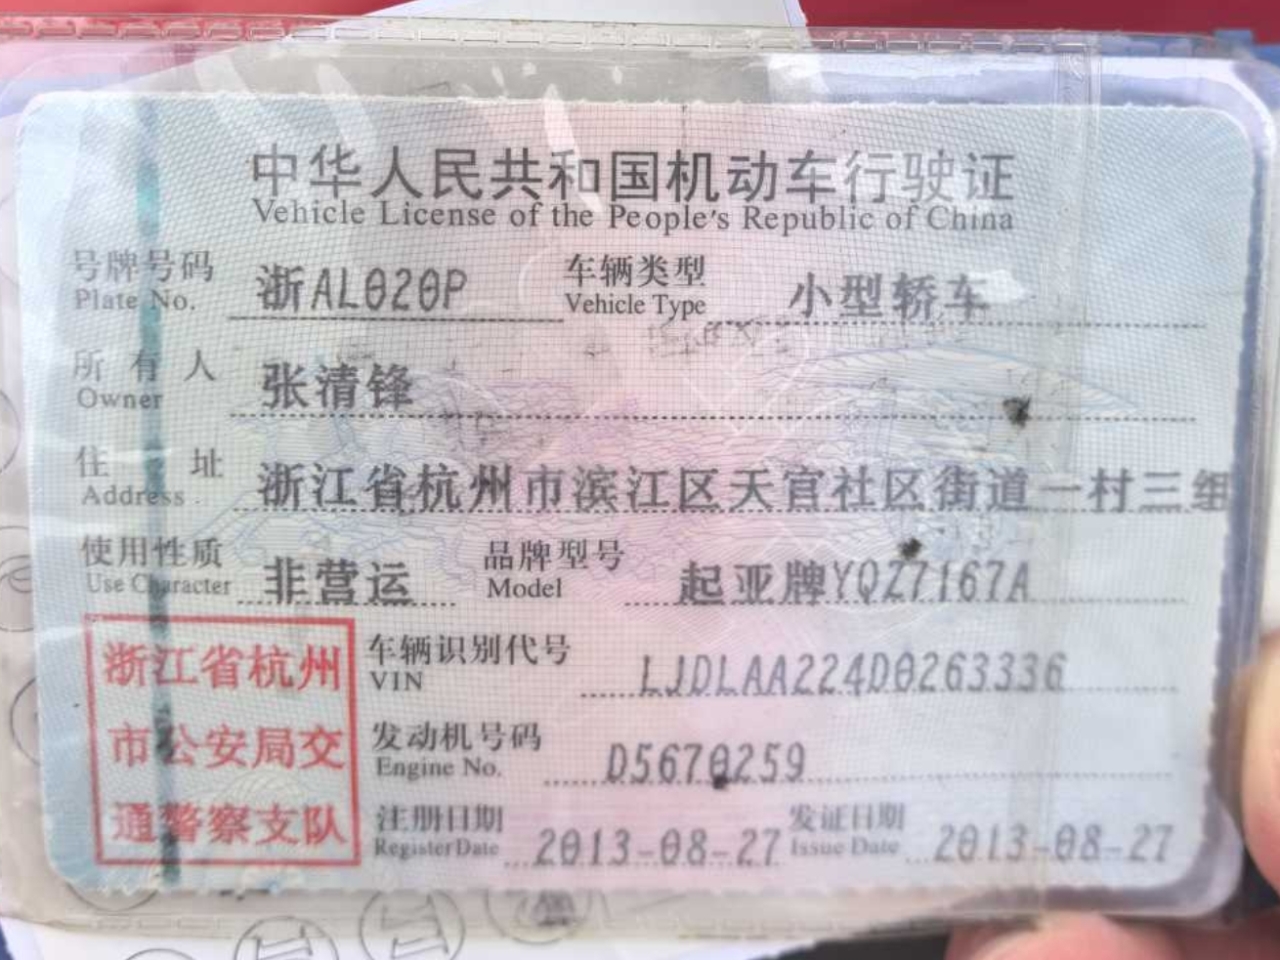 中华人民共和国机动车行驶证
Vehicle License of the People's Republic of China
号牌号码 浙AL020P 车辆类型 小型轿车
Plate No. Vehicle Type
所有人 张清锋
Owner
住址 浙江省杭州市滨江区天官社区街道一村三组
Address
使用性质 非营运 品牌型号 起亚牌YQZ7167A
Use Character Model
浙江省杭州
市公安局交
通警察支队
车辆识别代号 LJDLAA224D0263336
VIN
发动机号码 D5670259
Engine No.
注册日期 2013-08-27 发证日期 2013-08-27
Register Date Issue Date